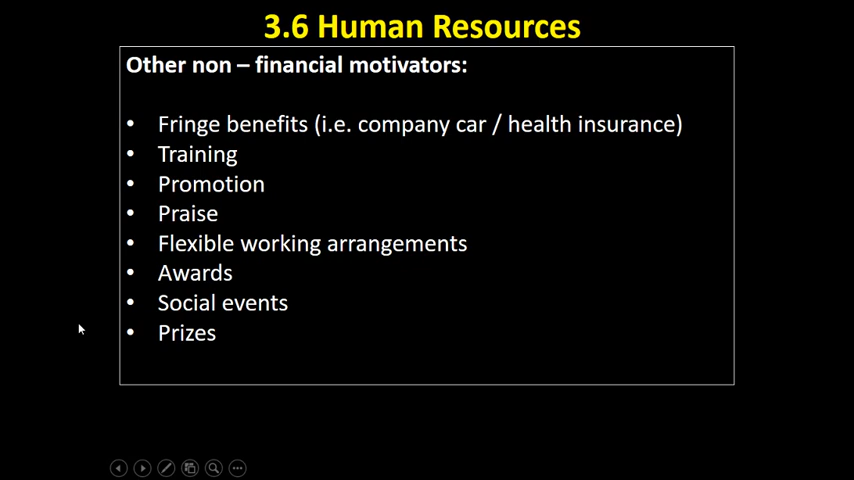 3.6 Human Resources
Other non – financial motivators:
• Fringe benefits (i.e. company car / health insurance)
• Training
• Promotion
• Praise
• Flexible working arrangements
• Awards
• Social events
• Prizes